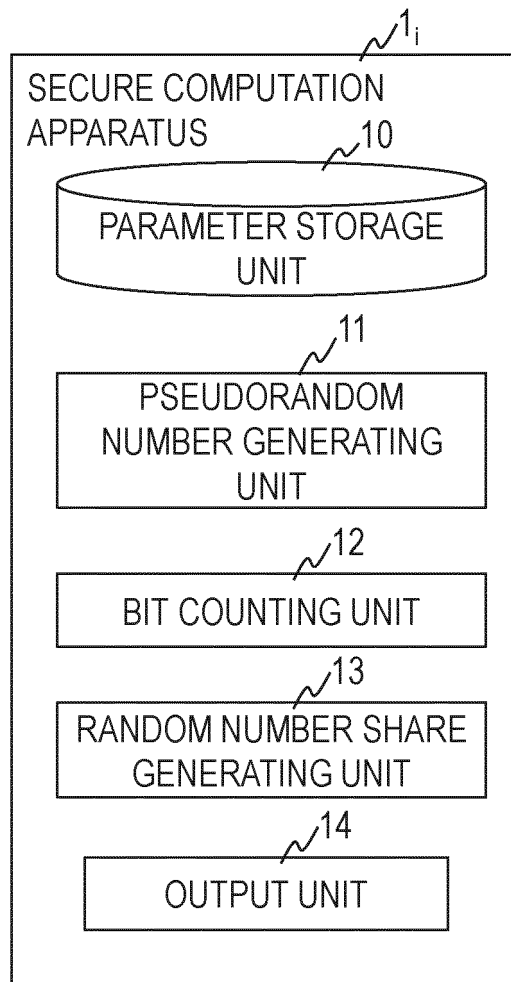 1i
SECURE COMPUTATION
APPARATUS
10
PARAMETER STORAGE
UNIT
11
PSEUDORANDOM
NUMBER GENERATING
UNIT
12
BIT COUNTING UNIT
13
RANDOM NUMBER SHARE
GENERATING UNIT
14
OUTPUT UNIT